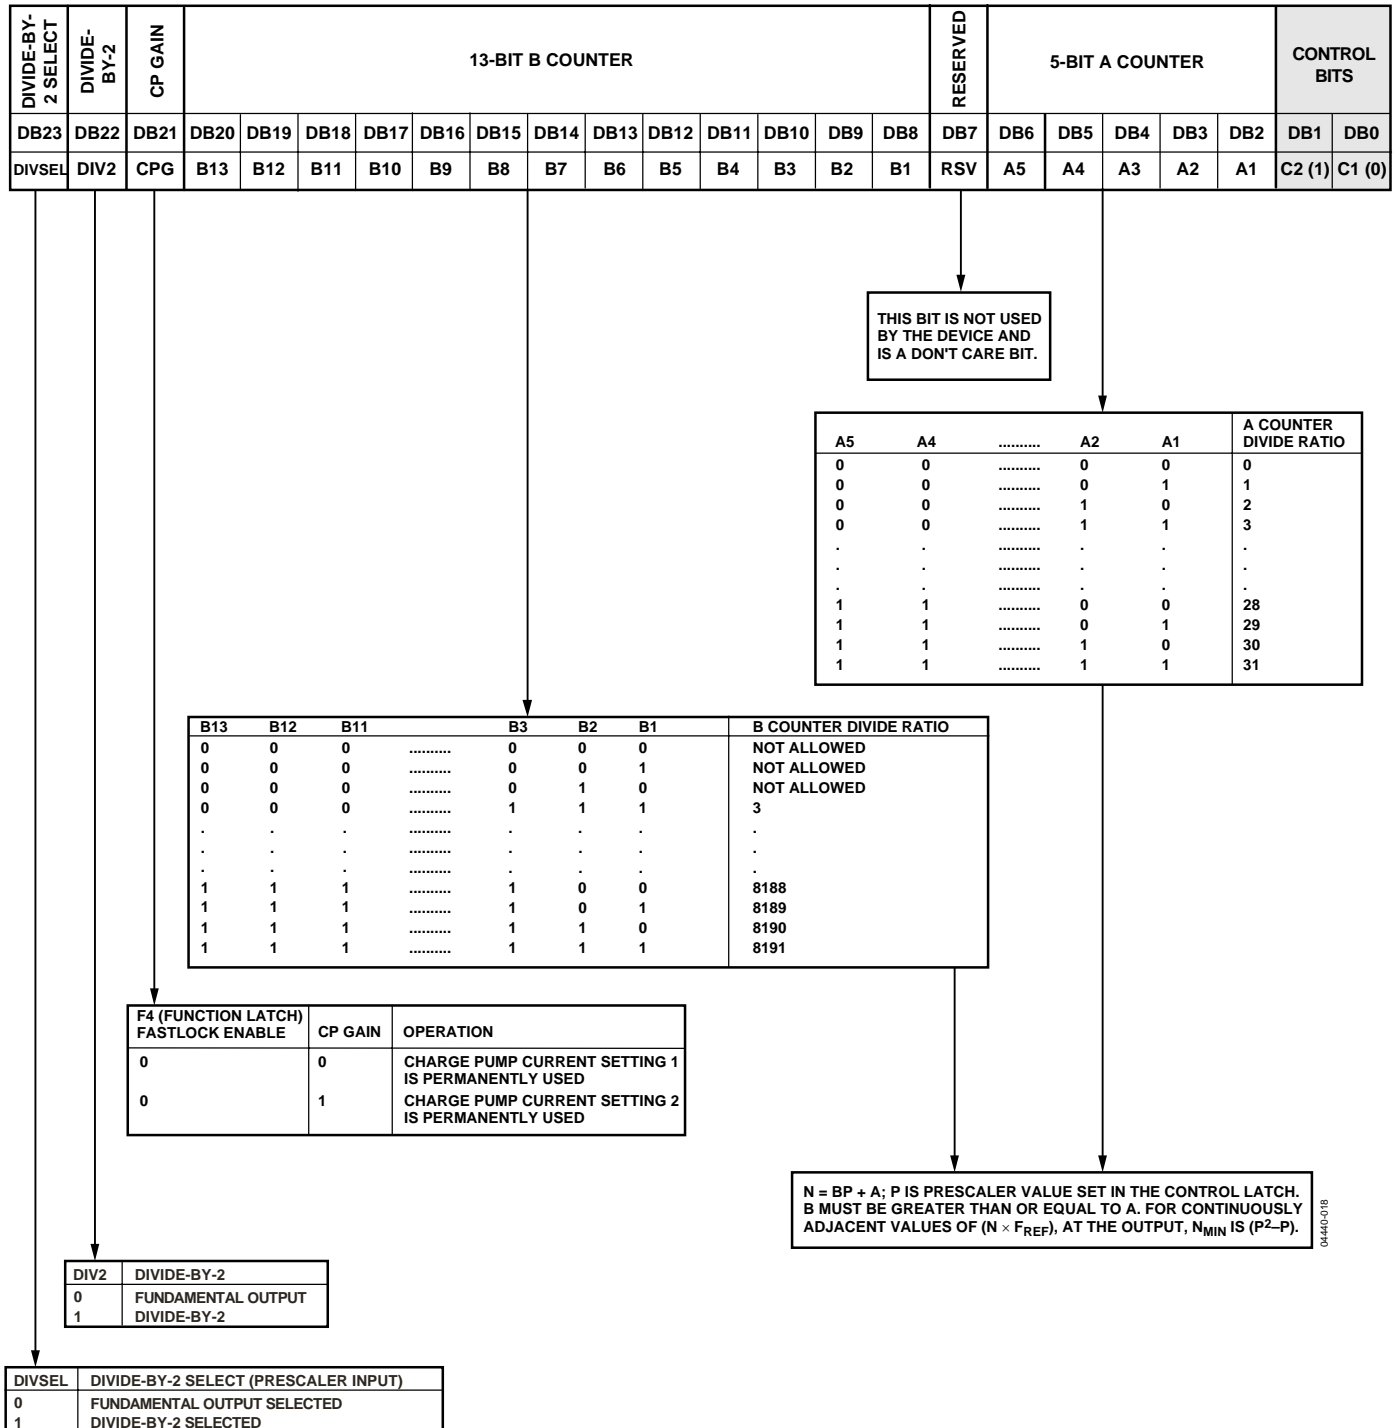 DIVIDE-BY-
2 SELECT
DIVIDE-
BY-2
CP GAIN
13-BIT B COUNTER
RESERVED
5-BIT A COUNTER
CONTROL
BITS
DB23 DB22 DB21 DB20 DB19 DB18 DB17 DB16 DB15 DB14 DB13 DB12 DB11 DB10 DB9 DB8 DB7 DB6 DB5 DB4 DB3 DB2 DB1 DB0
DIVSEL DIV2 CPG B13 B12 B11 B10 B9 B8 B7 B6 B5 B4 B3 B2 B1 RSV A5 A4 A3 A2 A1 C2 (1) C1 (0)
THIS BIT IS NOT USED
BY THE DEVICE AND
IS A DON'T CARE BIT.
A COUNTER
A5 A4 .......... A2 A1 DIVIDE RATIO
0 0 .......... 0 0 0
0 0 .......... 0 1 1
0 0 .......... 1 0 2
0 0 .......... 1 1 3
. . .......... . . .
. . .......... . . .
. . .......... . . .
1 1 .......... 0 0 28
1 1 .......... 0 1 29
1 1 .......... 1 0 30
1 1 .......... 1 1 31
B13 B12 B11 B3 B2 B1 B COUNTER DIVIDE RATIO
0 0 0 .......... 0 0 0 NOT ALLOWED
0 0 0 .......... 0 0 1 NOT ALLOWED
0 0 0 .......... 0 1 0 NOT ALLOWED
0 0 0 .......... 1 1 1 3
. . . .......... . . . .
. . . .......... . . . .
. . . .......... . . . .
1 1 1 .......... 1 0 0 8188
1 1 1 .......... 1 0 1 8189
1 1 1 .......... 1 1 0 8190
1 1 1 .......... 1 1 1 8191
F4 (FUNCTION LATCH)
FASTLOCK ENABLE CP GAIN OPERATION
0 0 CHARGE PUMP CURRENT SETTING 1
IS PERMANENTLY USED
0 1 CHARGE PUMP CURRENT SETTING 2
IS PERMANENTLY USED
N = BP + A; P IS PRESCALER VALUE SET IN THE CONTROL LATCH.
B MUST BE GREATER THAN OR EQUAL TO A. FOR CONTINUOUSLY
ADJACENT VALUES OF (N × FREF), AT THE OUTPUT, NMIN IS (P²–P).
04440-018
DIV2 DIVIDE-BY-2
0 FUNDAMENTAL OUTPUT
1 DIVIDE-BY-2
DIVSEL DIVIDE-BY-2 SELECT (PRESCALER INPUT)
0 FUNDAMENTAL OUTPUT SELECTED
1 DIVIDE-BY-2 SELECTED